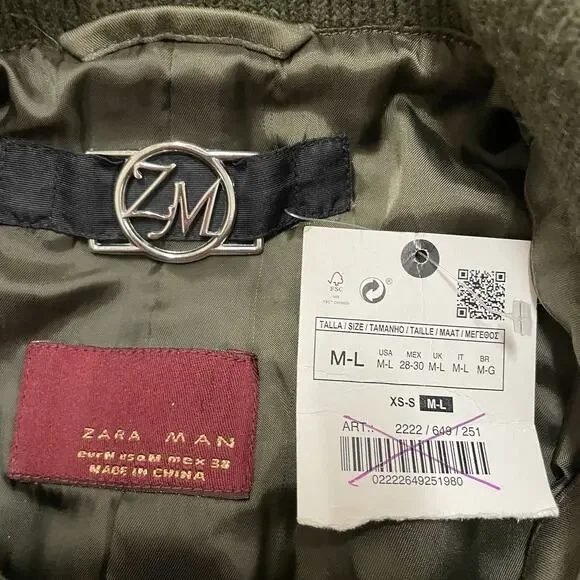 ZM
FSC
TALLA / SIZE / TAMANHO / TAILLE / MAAT / ΜΕΓΕΘΟΣ
M-L
USA MEX UK IT BR
M-L 28-30 M-L M-L M-G
XS-S M-L
ART.: 2222 / 649 / 251
02222649251980
ZARA MAN
eur M usa M mex 38
MADE IN CHINA